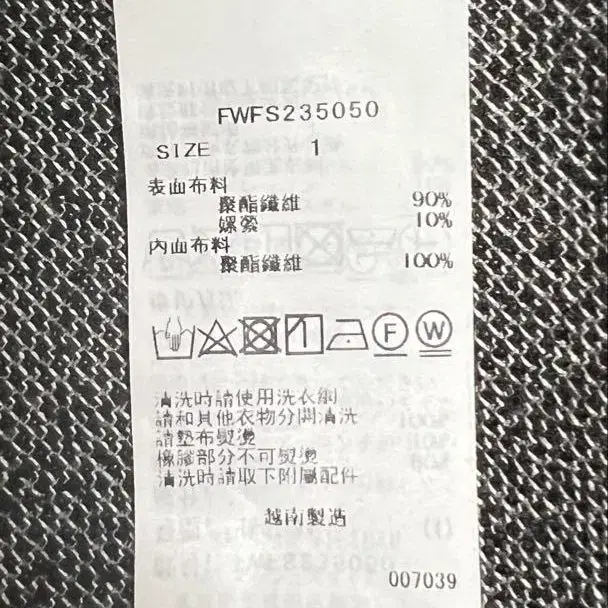 FWFS235050
SIZE 1
表面布料
聚酯纖維 90%
嫘縈 10%
內面布料
聚酯纖維 100%
F W
清洗時請使用洗衣網
請和其他衣物分開清洗
請墊布熨燙
橡膠部分不可熨燙
清洗時請取下附屬配件
越南製造
007039